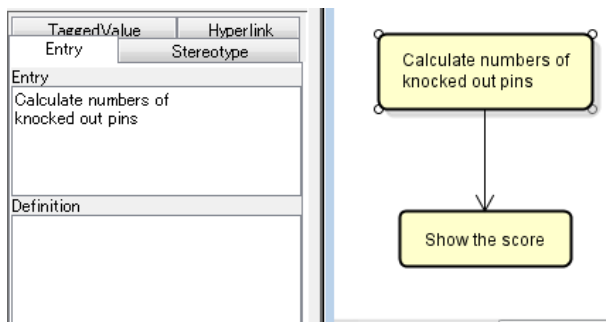 TaggedValue
Hyperlink
Entry
Stereotype
Entry
Calculate numbers of
knocked out pins
Definition
Calculate numbers of
knocked out pins
Show the score